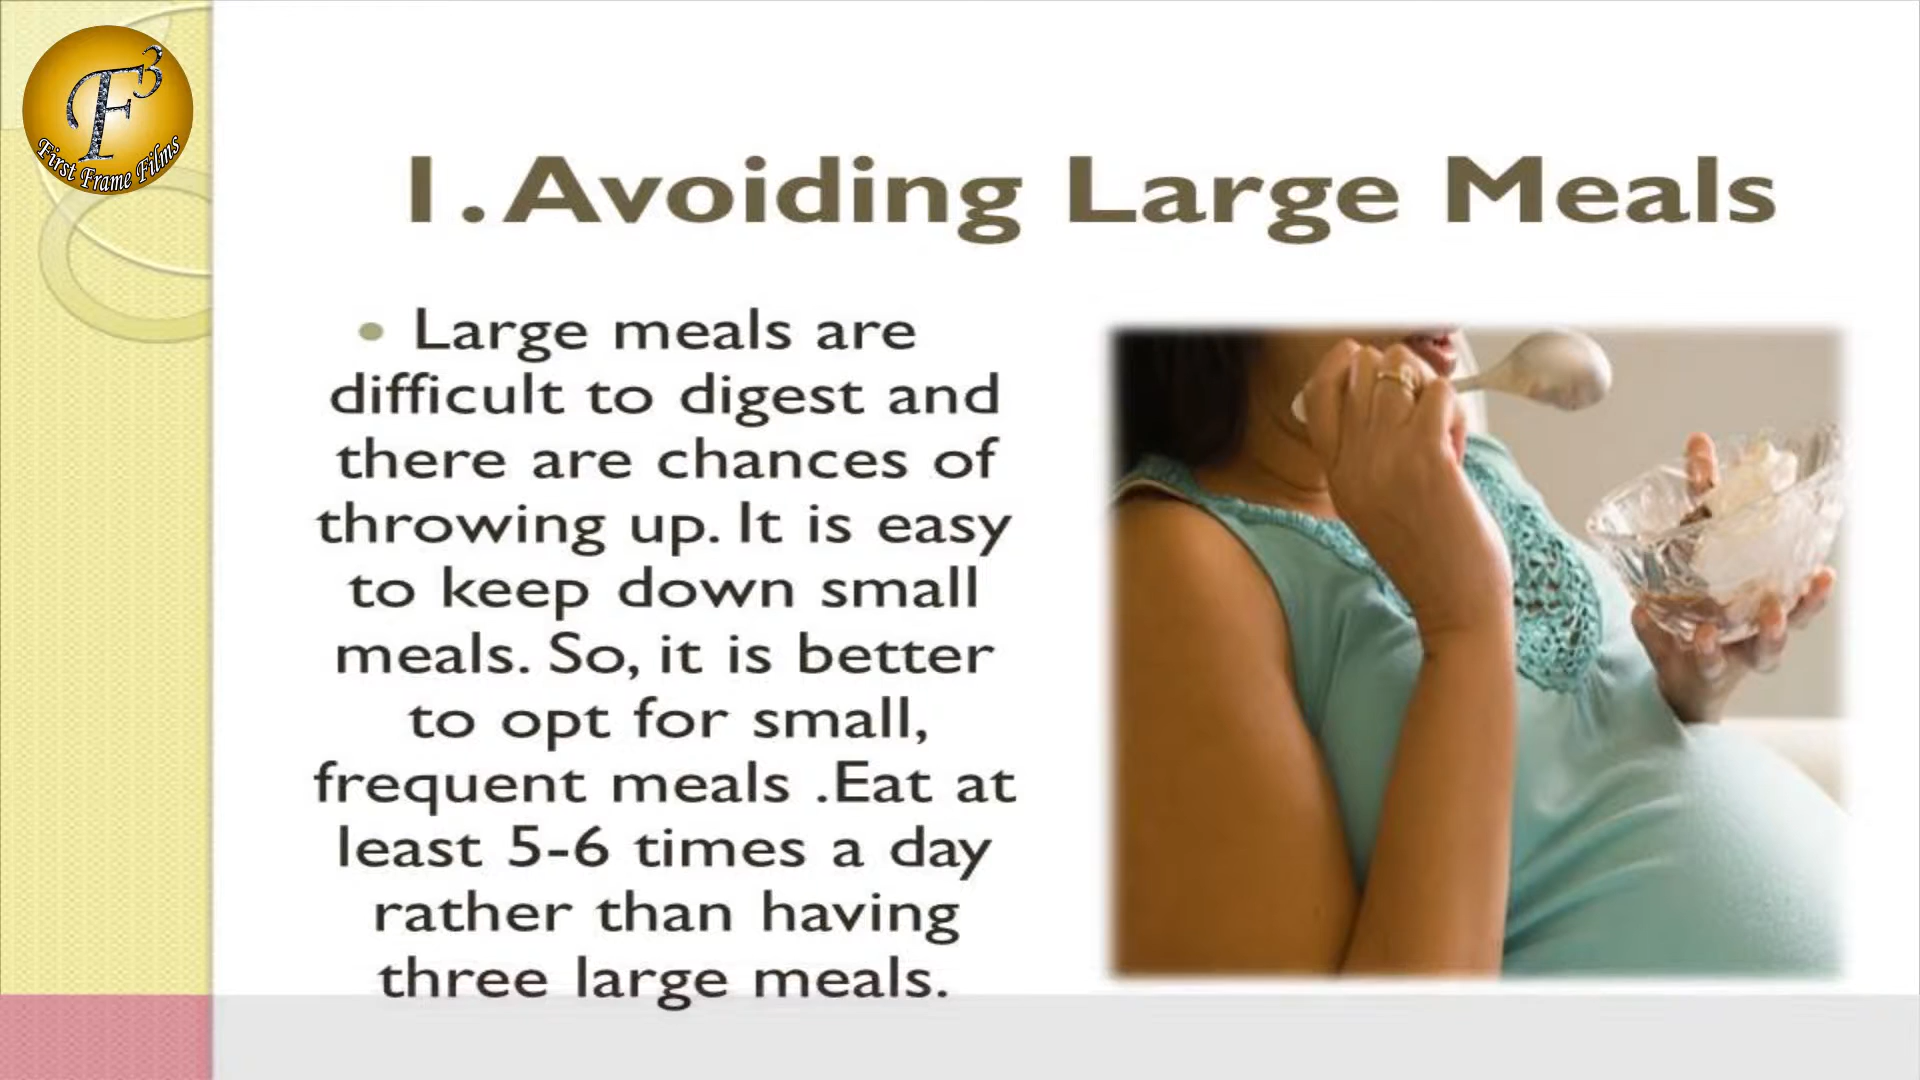 F3
First Frame Films
1. Avoiding Large Meals
• Large meals are
difficult to digest and
there are chances of
throwing up. It is easy
to keep down small
meals. So, it is better
to opt for small,
frequent meals .Eat at
least 5-6 times a day
rather than having
three large meals.